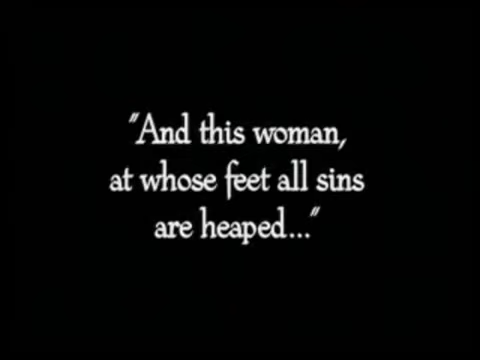 "And this woman,
at whose feet all sins
are heaped..."